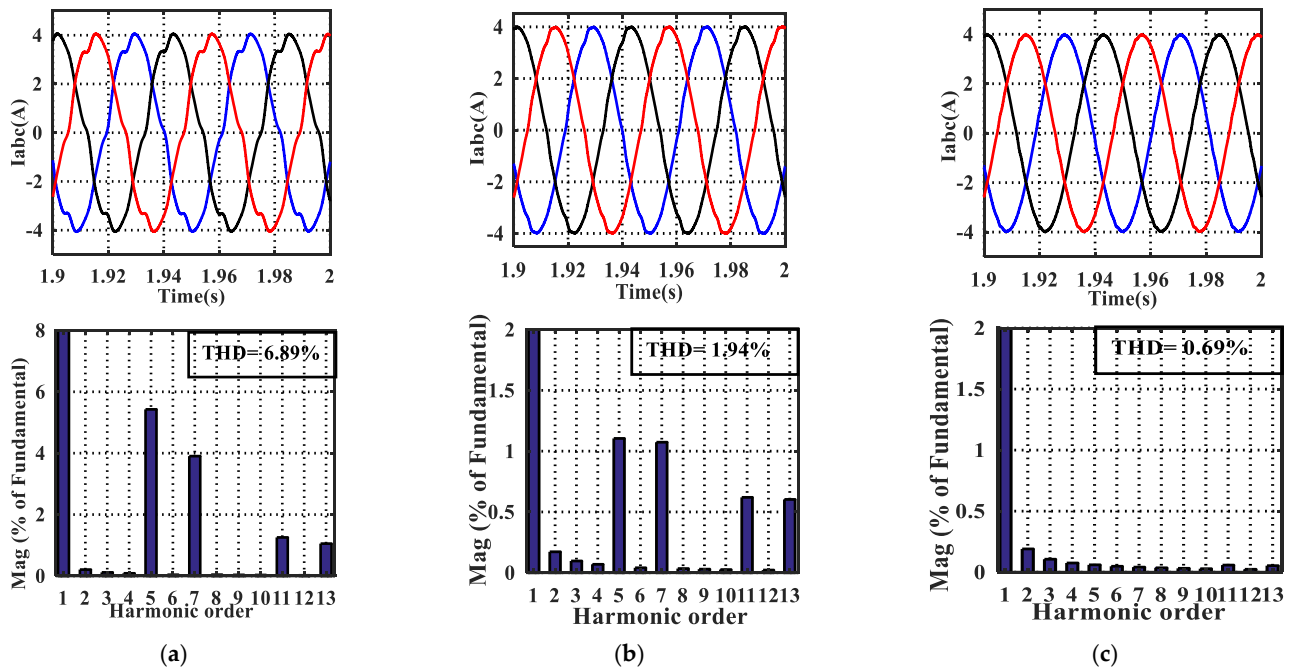 4
2
0
-2
-4
Iabc(A)
1.9 1.92 1.94 1.96 1.98 2
Time(s)
8
6
4
2
0
Mag (% of Fundamental)
THD= 6.89%
1 2 3 4 5 6 7 8 9 10 11 12 13
Harmonic order
(a)
4
2
0
-2
-4
Iabc(A)
1.9 1.92 1.94 1.96 1.98 2
Time(s)
2
1.5
1
0.5
0
Mag (% of Fundamental)
THD= 1.94%
1 2 3 4 5 6 7 8 9 10 11 12 13
Harmonic order
(b)
4
2
0
-2
-4
Iabc(A)
1.9 1.92 1.94 1.96 1.98 2
Time(s)
2
1.5
1
0.5
0
Mag (% of Fundamental)
THD= 0.69%
1 2 3 4 5 6 7 8 9 10 11 12 13
Harmonic order
(c)